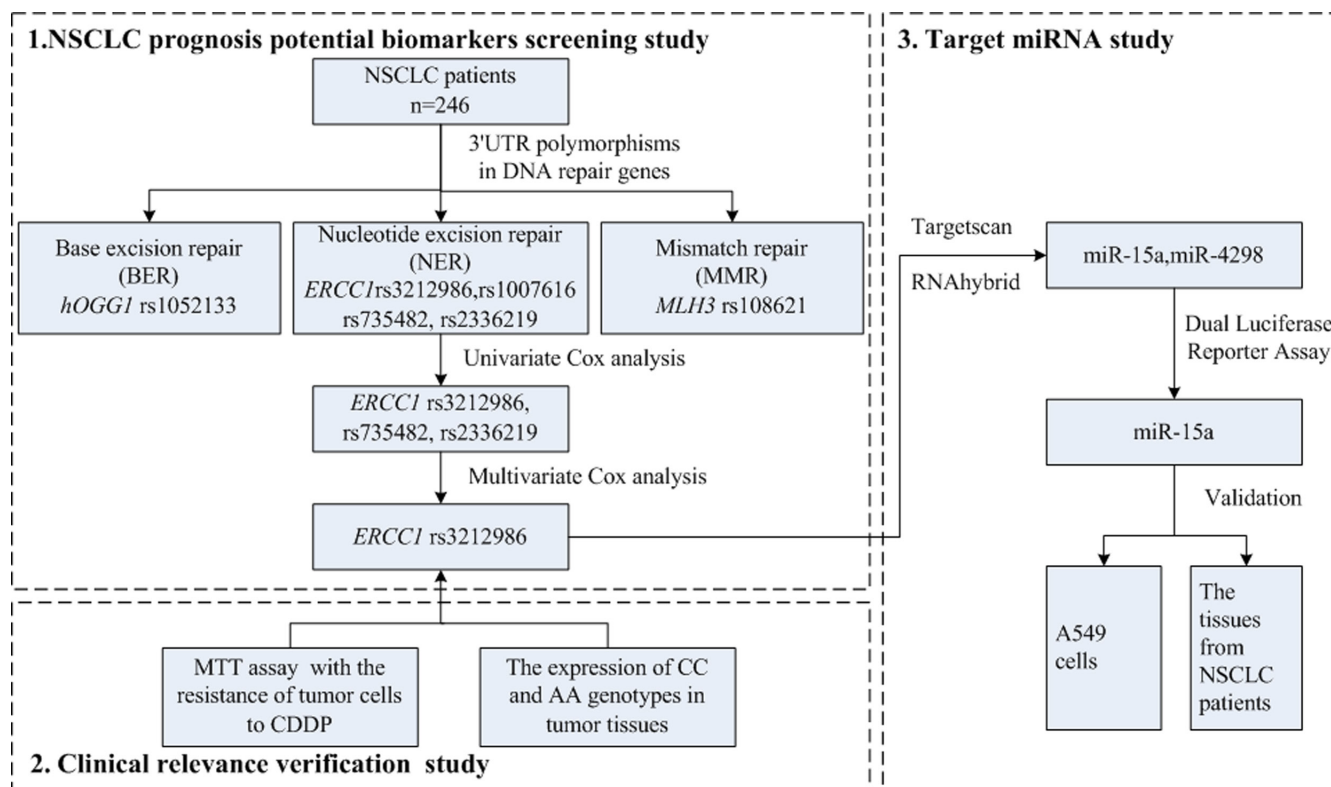 1.NSCLC prognosis potential biomarkers screening study
NSCLC patients
n=246
3'UTR polymorphisms
in DNA repair genes
Base excision repair
(BER)
hOGG1 rs1052133
Nucleotide excision repair
(NER)
ERCC1rs3212986,rs1007616
rs735482, rs2336219
Mismatch repair
(MMR)
MLH3 rs108621
Univariate Cox analysis
ERCC1 rs3212986,
rs735482, rs2336219
Multivariate Cox analysis
ERCC1 rs3212986
MTT assay with the
resistance of tumor cells
to CDDP
The expression of CC
and AA genotypes in
tumor tissues
2. Clinical relevance verification study
3. Target miRNA study
Targetscan
RNAhybrid
miR-15a,miR-4298
Dual Luciferase
Reporter Assay
miR-15a
Validation
A549
cells
The
tissues
from
NSCLC
patients